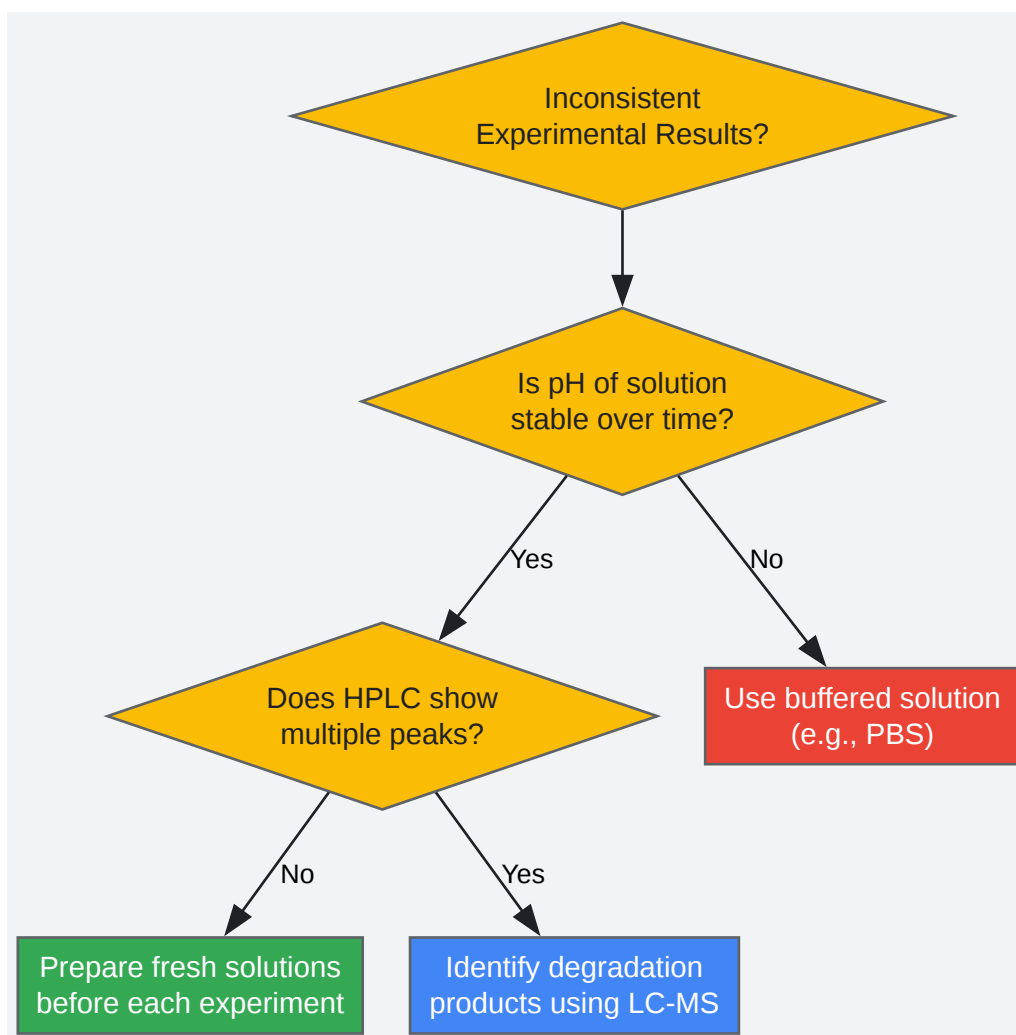 Inconsistent
Experimental Results?
Is pH of solution
stable over time?
Yes
No
Does HPLC show
multiple peaks?
Use buffered solution
(e.g., PBS)
No
Yes
Prepare fresh solutions
before each experiment
Identify degradation
products using LC-MS